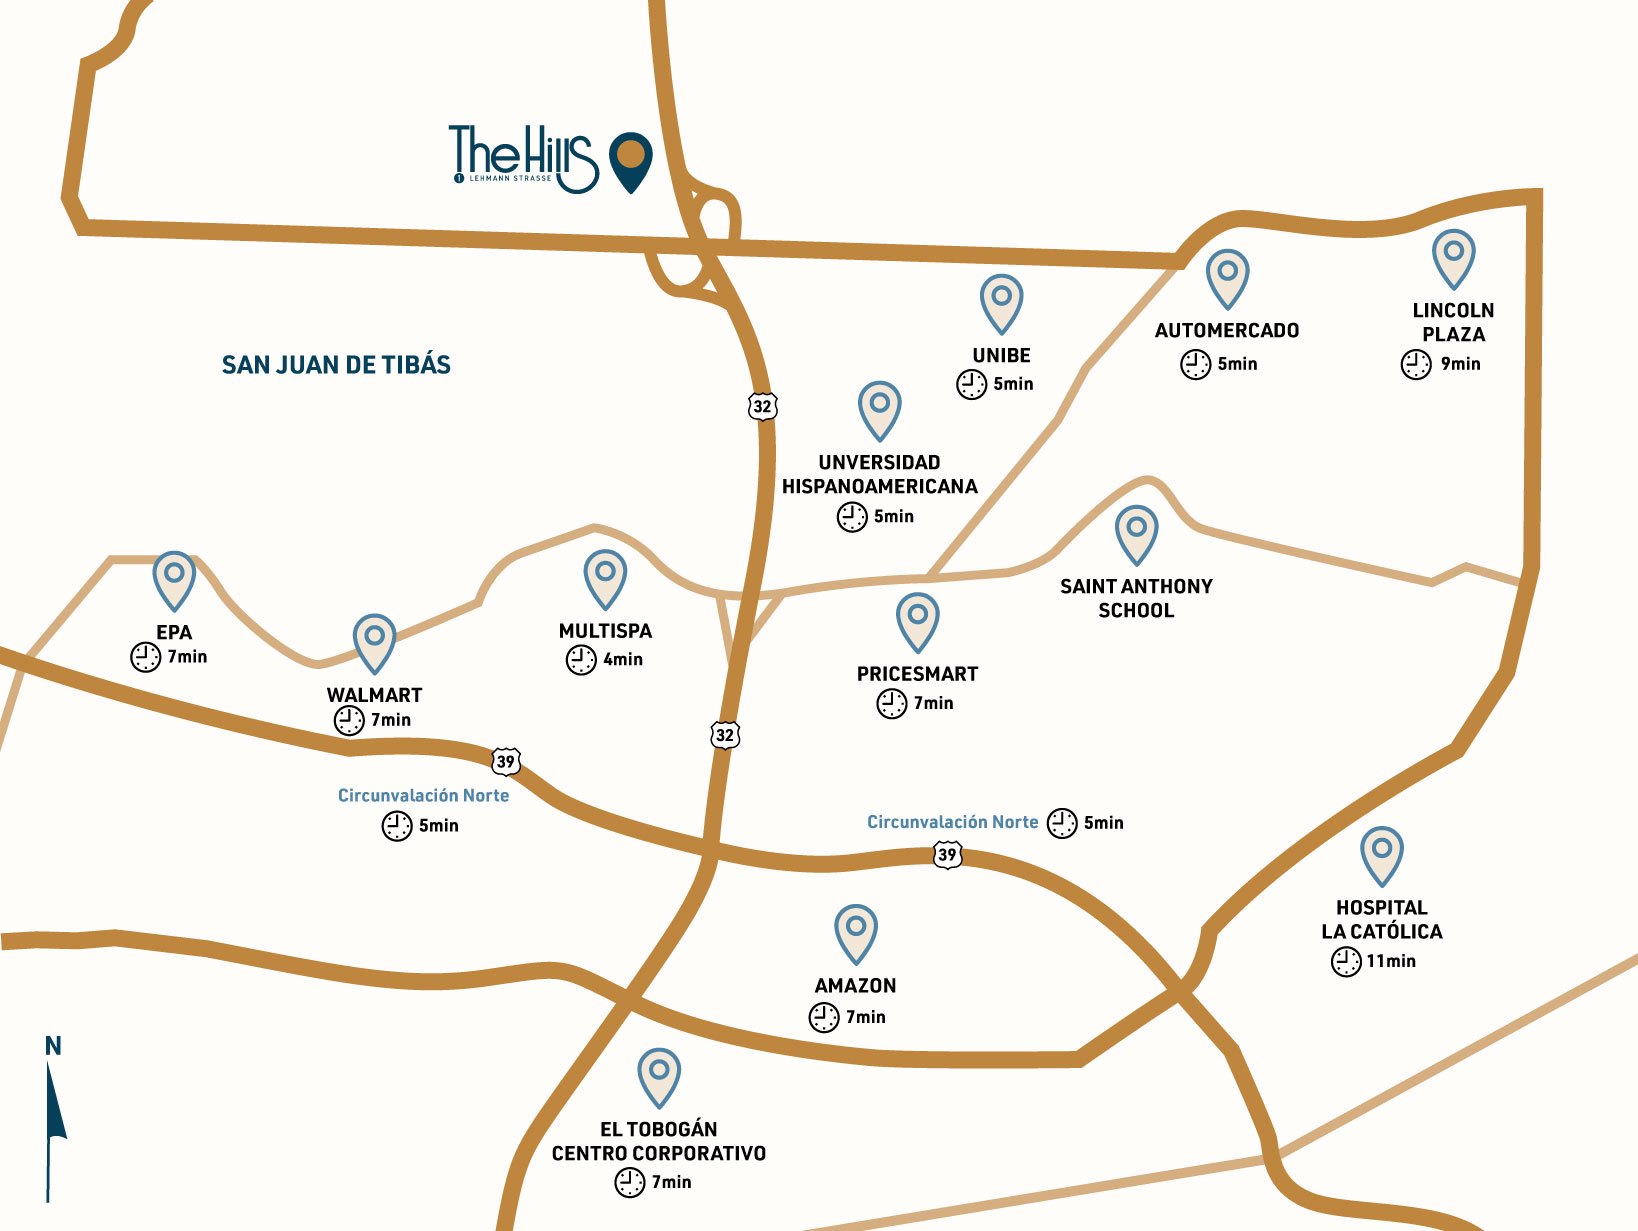 The Hills
1 LEHMANN STRASSE
SAN JUAN DE TIBÁS
32
UNIBE
5min
AUTOMERCADO
5min
LINCOLN
PLAZA
9min
UNVERSIDAD
HISPANOAMERICANA
5min
SAINT ANTHONY
SCHOOL
EPA
7min
WALMART
7min
MULTISPA
4min
PRICESMART
7min
32
39
Circunvalación Norte
5min
Circunvalación Norte
5min
39
HOSPITAL
LA CATÓLICA
11min
AMAZON
7min
N
EL TOBOGÁN
CENTRO CORPORATIVO
7min